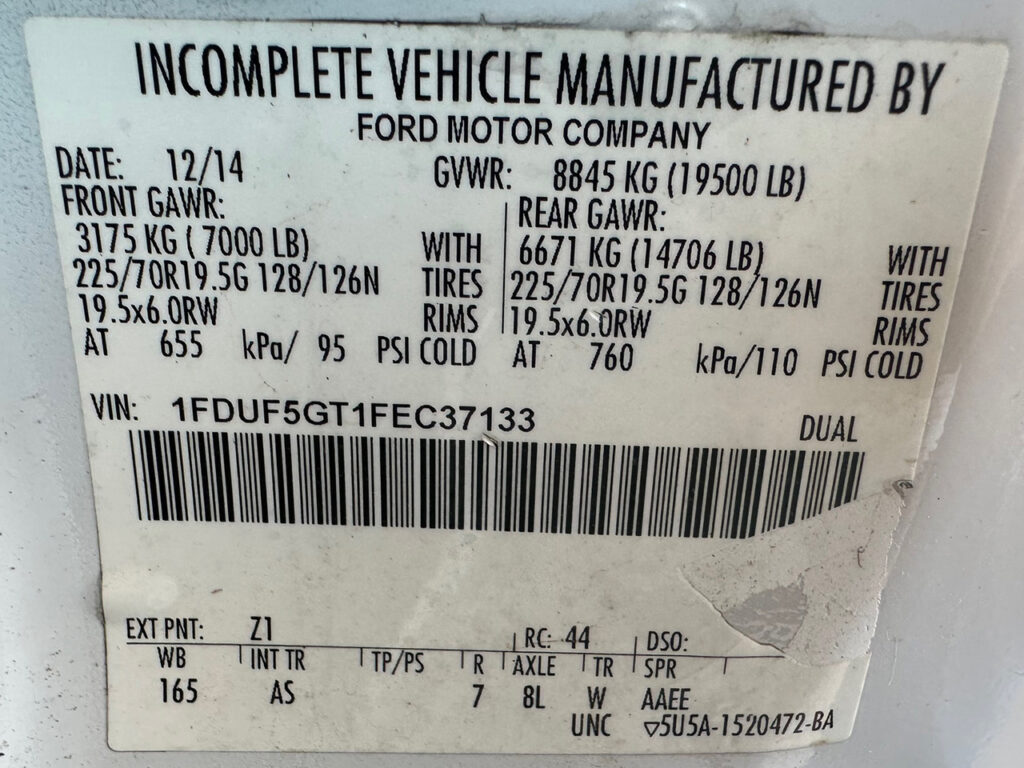 INCOMPLETE VEHICLE MANUFACTURED BY
FORD MOTOR COMPANY
DATE: 12/14 GVWR: 8845 KG (19500 LB)
FRONT GAWR: REAR GAWR:
3175 KG ( 7000 LB) WITH 6671 KG (14706 LB) WITH
225/70R19.5G 128/126N TIRES 225/70R19.5G 128/126N TIRES
19.5x6.0RW RIMS 19.5x6.0RW RIMS
AT 655 kPa/ 95 PSI COLD AT 760 kPa/110 PSI COLD
VIN: 1FDUF5GT1FEC37133 DUAL
EXT PNT: Z1 RC: 44 DSO:
WB INT TR TP/PS R AXLE TR SPR
165 AS 7 8L W AAEE
UNC ▽5U5A-1520472-BA